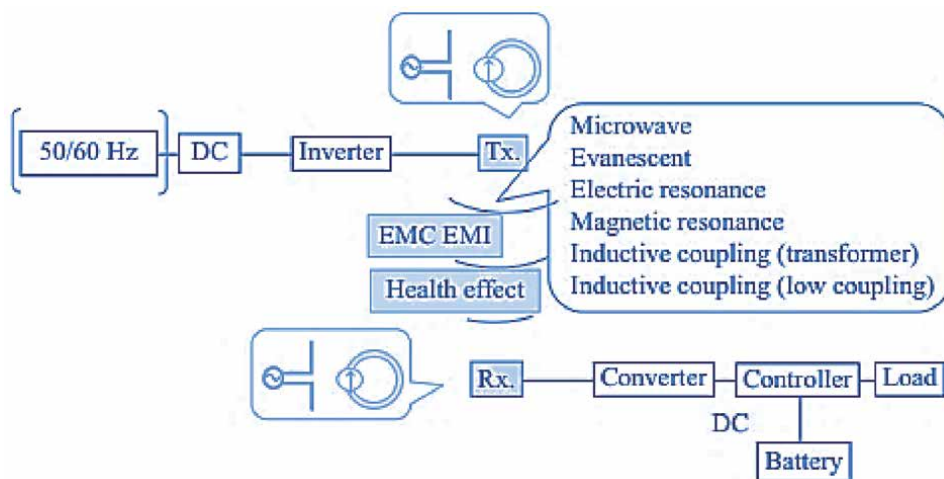 50/60 Hz
DC
Inverter
Tx.
Microwave
Evanescent
Electric resonance
Magnetic resonance
Inductive coupling (transformer)
Inductive coupling (low coupling)
EMC EMI
Health effect
Rx.
Converter
Controller
Load
DC
Battery